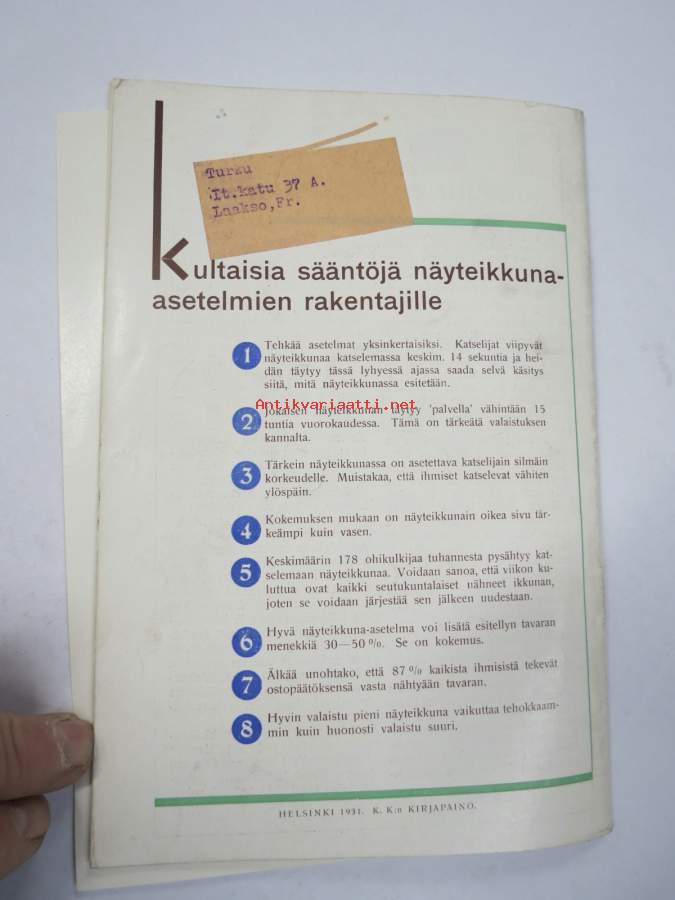 Turku
It.katu 37 A.
Laakso, Fr.
Kultaisia sääntöjä näyteikkuna-
asetelmien rakentajille
1 Tehkää asetelmat yksinkertaisiksi. Katselijat viipyvät
näyteikkunaa katselemassa keskim. 14 sekuntia ja hei-
dän täytyy tässä lyhyessä ajassa saada selvä käsitys
siitä, mitä näyteikkunassa esitetään.
Antikvariaatti.net
2 Jokaisen näyteikkunan täytyy 'palvella' vähintään 15
tuntia vuorokaudessa. Tämä on tärkeätä valaistuksen
kannalta.
3 Tärkein näyteikkunassa on asetettava katselijain silmäin
korkeudelle. Muistakaa, että ihmiset katselevat vähiten
ylöspäin.
4 Kokemuksen mukaan on näyteikkunain oikea sivu tär-
keämpi kuin vasen.
5 Keskimäärin 178 ohikulkijaa tuhannesta pysähtyy kat-
selemaan näyteikkunaa. Voidaan sanoa, että viikon ku-
luttua ovat kaikki seutukuntalaiset nähneet ikkunan,
joten se voidaan järjestää sen jälkeen uudestaan.
6 Hyvä näyteikkuna-asetelma voi lisätä esitellyn tavaran
menekkiä 30—50 %. Se on kokemus.
7 Älkää unohtako, että 87 % kaikista ihmisistä tekevät
ostopäätöksensä vasta nähtyään tavaran.
8 Hyvin valaistu pieni näyteikkuna vaikuttaa tehokkaam-
min kuin huonosti valaistu suuri.
HELSINKI 1931. K. K:n KIRJAPAINO.